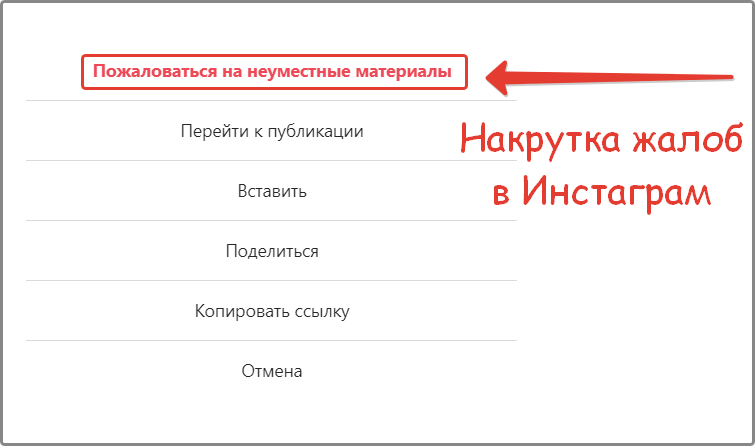 Пожаловаться на неуместные материалы
Перейти к публикации
Накрутка жалоб
в Инстаграм
Вставить
Поделиться
Копировать ссылку
Отмена